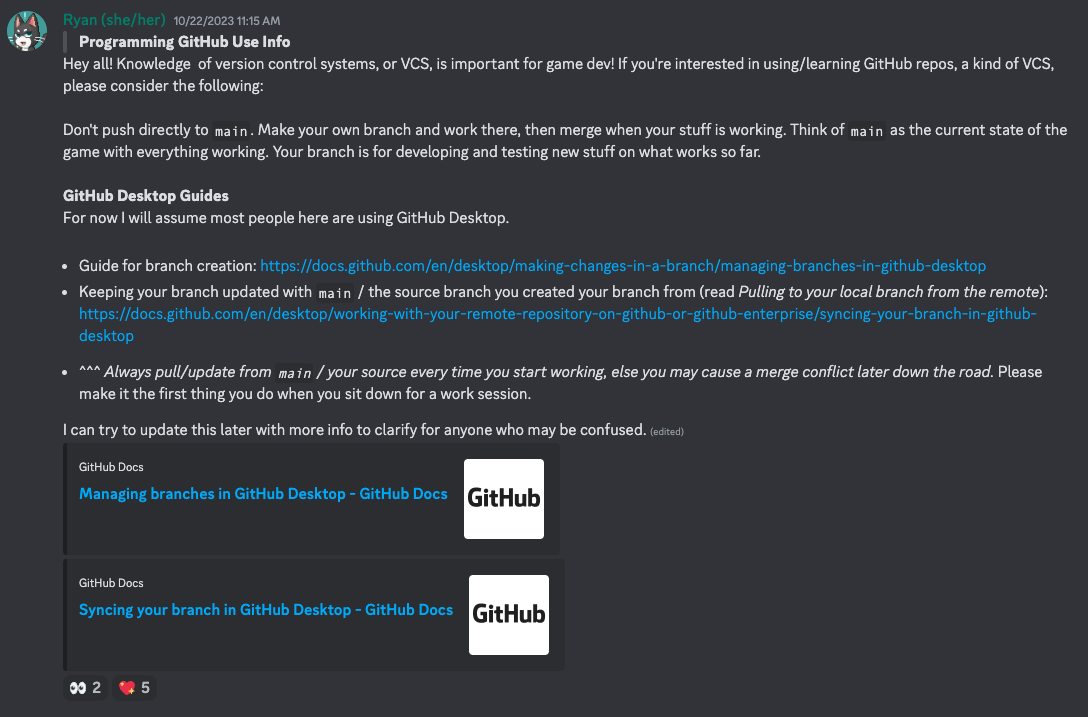 Ryan (she/her) 10/22/2023 11:15 AM
Programming GitHub Use Info
Hey all! Knowledge of version control systems, or VCS, is important for game dev! If you're interested in using/learning GitHub repos, a kind of VCS,
please consider the following:
Don't push directly to main. Make your own branch and work there, then merge when your stuff is working. Think of main as the current state of the
game with everything working. Your branch is for developing and testing new stuff on what works so far.
GitHub Desktop Guides
For now I will assume most people here are using GitHub Desktop.
• Guide for branch creation: https://docs.github.com/en/desktop/making-changes-in-a-branch/managing-branches-in-github-desktop
• Keeping your branch updated with main / the source branch you created your branch from (read Pulling to your local branch from the remote):
https://docs.github.com/en/desktop/working-with-your-remote-repository-on-github-or-github-enterprise/syncing-your-branch-in-github-
desktop
• ^^^ Always pull/update from main / your source every time you start working, else you may cause a merge conflict later down the road. Please
make it the first thing you do when you sit down for a work session.
I can try to update this later with more info to clarify for anyone who may be confused. (edited)
GitHub Docs
Managing branches in GitHub Desktop - GitHub Docs
GitHub
GitHub Docs
Syncing your branch in GitHub Desktop - GitHub Docs
GitHub
👀 2 💖 5